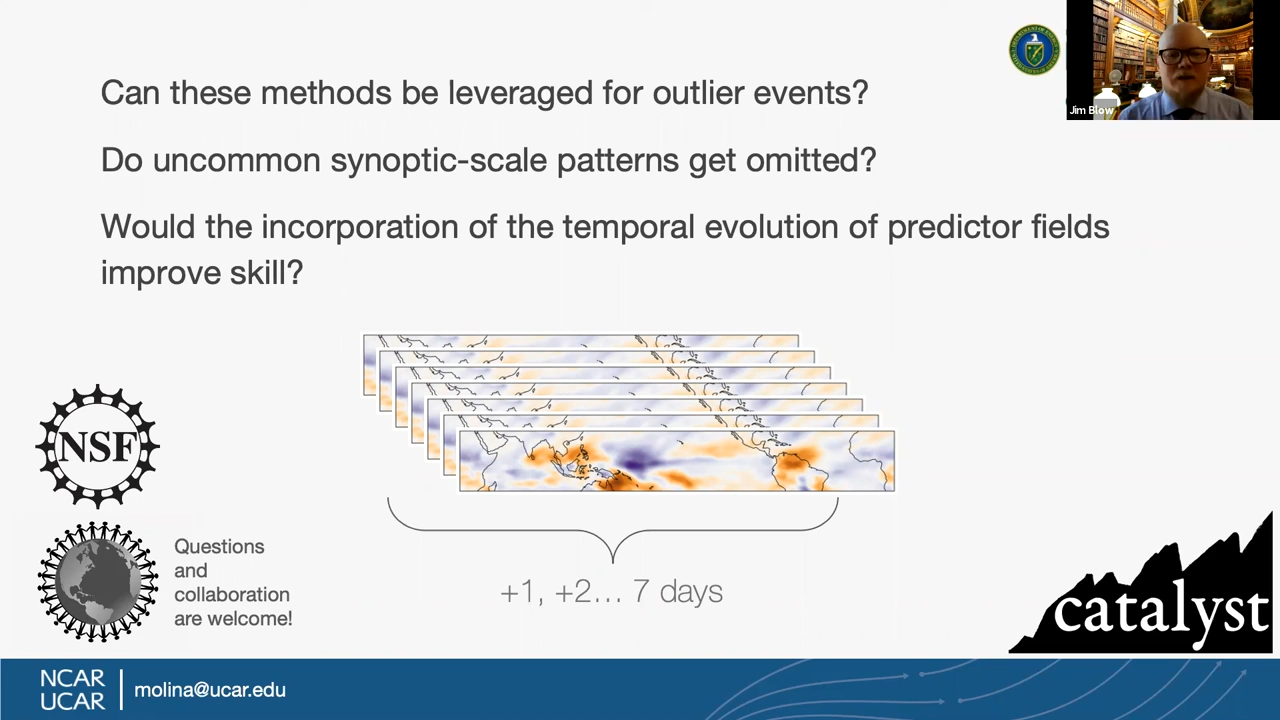 Can these methods be leveraged for outlier events?
Jim Blow
Do uncommon synoptic-scale patterns get omitted?
Would the incorporation of the temporal evolution of predictor fields
improve skill?
NSF
Questions
and
collaboration
are welcome!
+1, +2... 7 days
catalyst
NCAR
UCAR
molina@ucar.edu